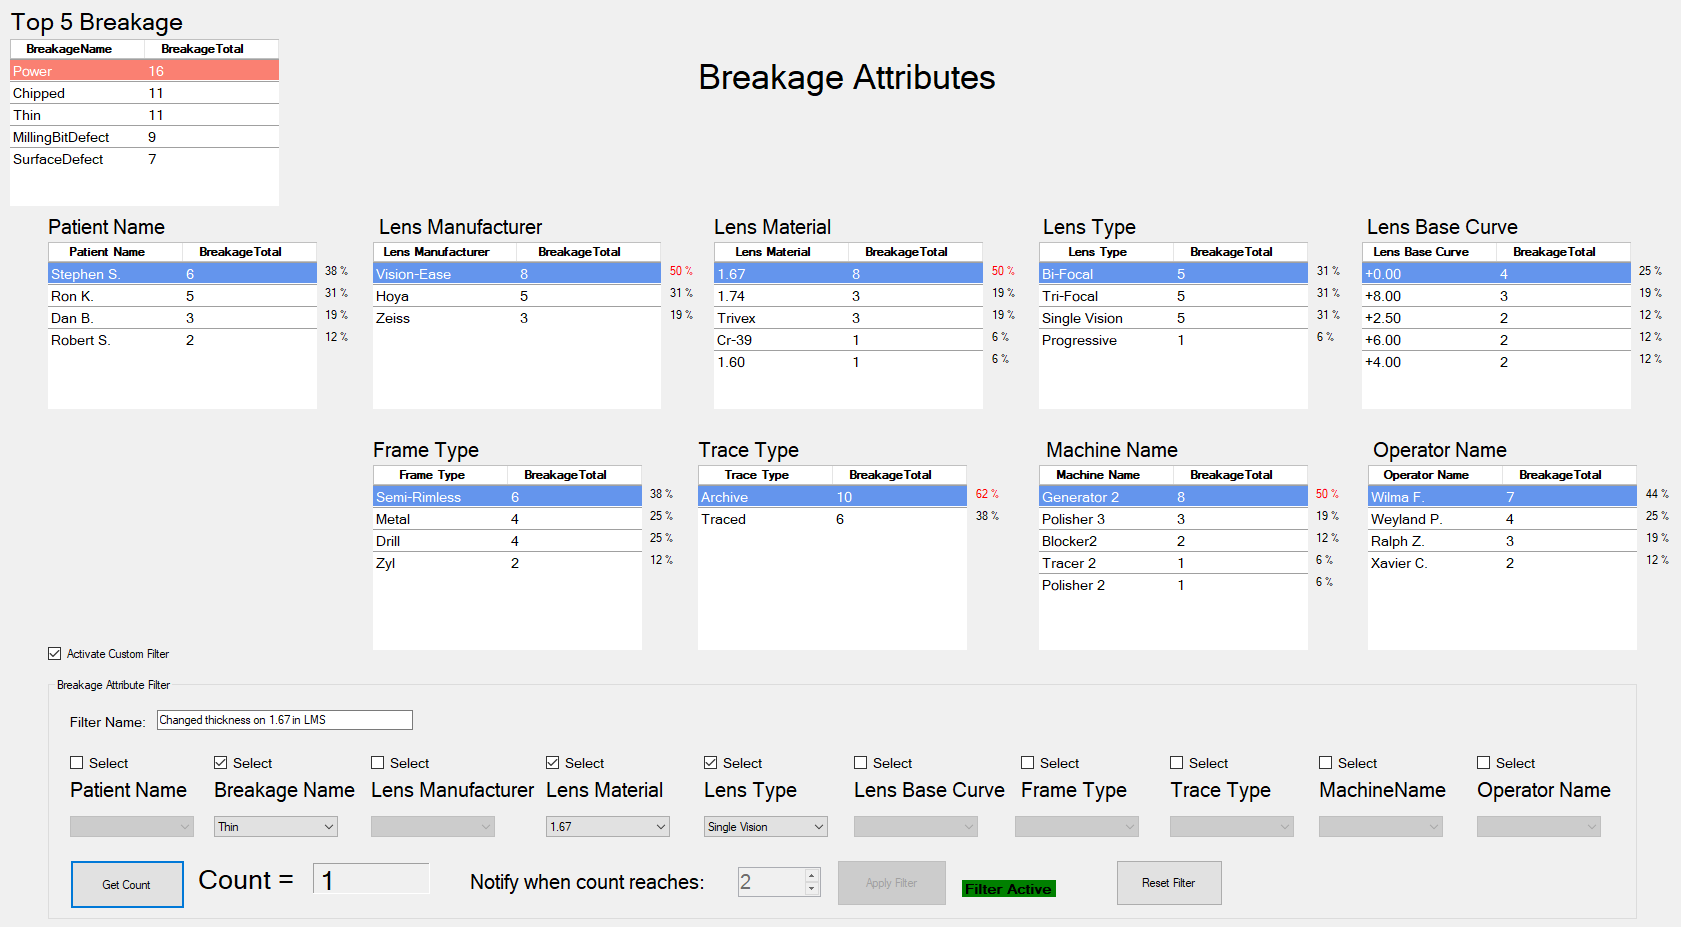 Top 5 Breakage
BreakageName BreakageTotal
Power 16
Chipped 11
Thin 11
MillingBitDefect 9
SurfaceDefect 7
Breakage Attributes
Patient Name
Patient Name BreakageTotal
Stephen S. 6 38 %
Ron K. 5 31 %
Dan B. 3 19 %
Robert S. 2 12 %
Lens Manufacturer
Lens Manufacturer BreakageTotal
Vision-Ease 8 50 %
Hoya 5 31 %
Zeiss 3 19 %
Lens Material
Lens Material BreakageTotal
1.67 8 50 %
1.74 3 19 %
Trivex 3 19 %
Cr-39 1 6 %
1.60 1 6 %
Lens Type
Lens Type BreakageTotal
Bi-Focal 5 31 %
Tri-Focal 5 31 %
Single Vision 5 31 %
Progressive 1 6 %
Lens Base Curve
Lens Base Curve BreakageTotal
+0.00 4 25 %
+8.00 3 19 %
+2.50 2 12 %
+6.00 2 12 %
+4.00 2 12 %
Frame Type
Frame Type BreakageTotal
Semi-Rimless 6 38 %
Metal 4 25 %
Drill 4 25 %
Zyl 2 12 %
Trace Type
Trace Type BreakageTotal
Archive 10 62 %
Traced 6 38 %
Machine Name
Machine Name BreakageTotal
Generator 2 8 50 %
Polisher 3 3 19 %
Blocker2 2 12 %
Tracer 2 1 6 %
Polisher 2 1 6 %
Operator Name
Operator Name BreakageTotal
Wilma F. 7 44 %
Weyland P. 4 25 %
Ralph Z. 3 19 %
Xavier C. 2 12 %
Activate Custom Filter
Breakage Attribute Filter
Filter Name: Changed thickness on 1.67 in LMS
Select Select Select Select Select Select Select Select Select Select
Patient Name Breakage Name Lens Manufacturer Lens Material Lens Type Lens Base Curve Frame Type Trace Type MachineName Operator Name
Thin 1.67 Single Vision
Get Count Count = 1 Notify when count reaches: 2 Apply Filter Filter Active Reset Filter